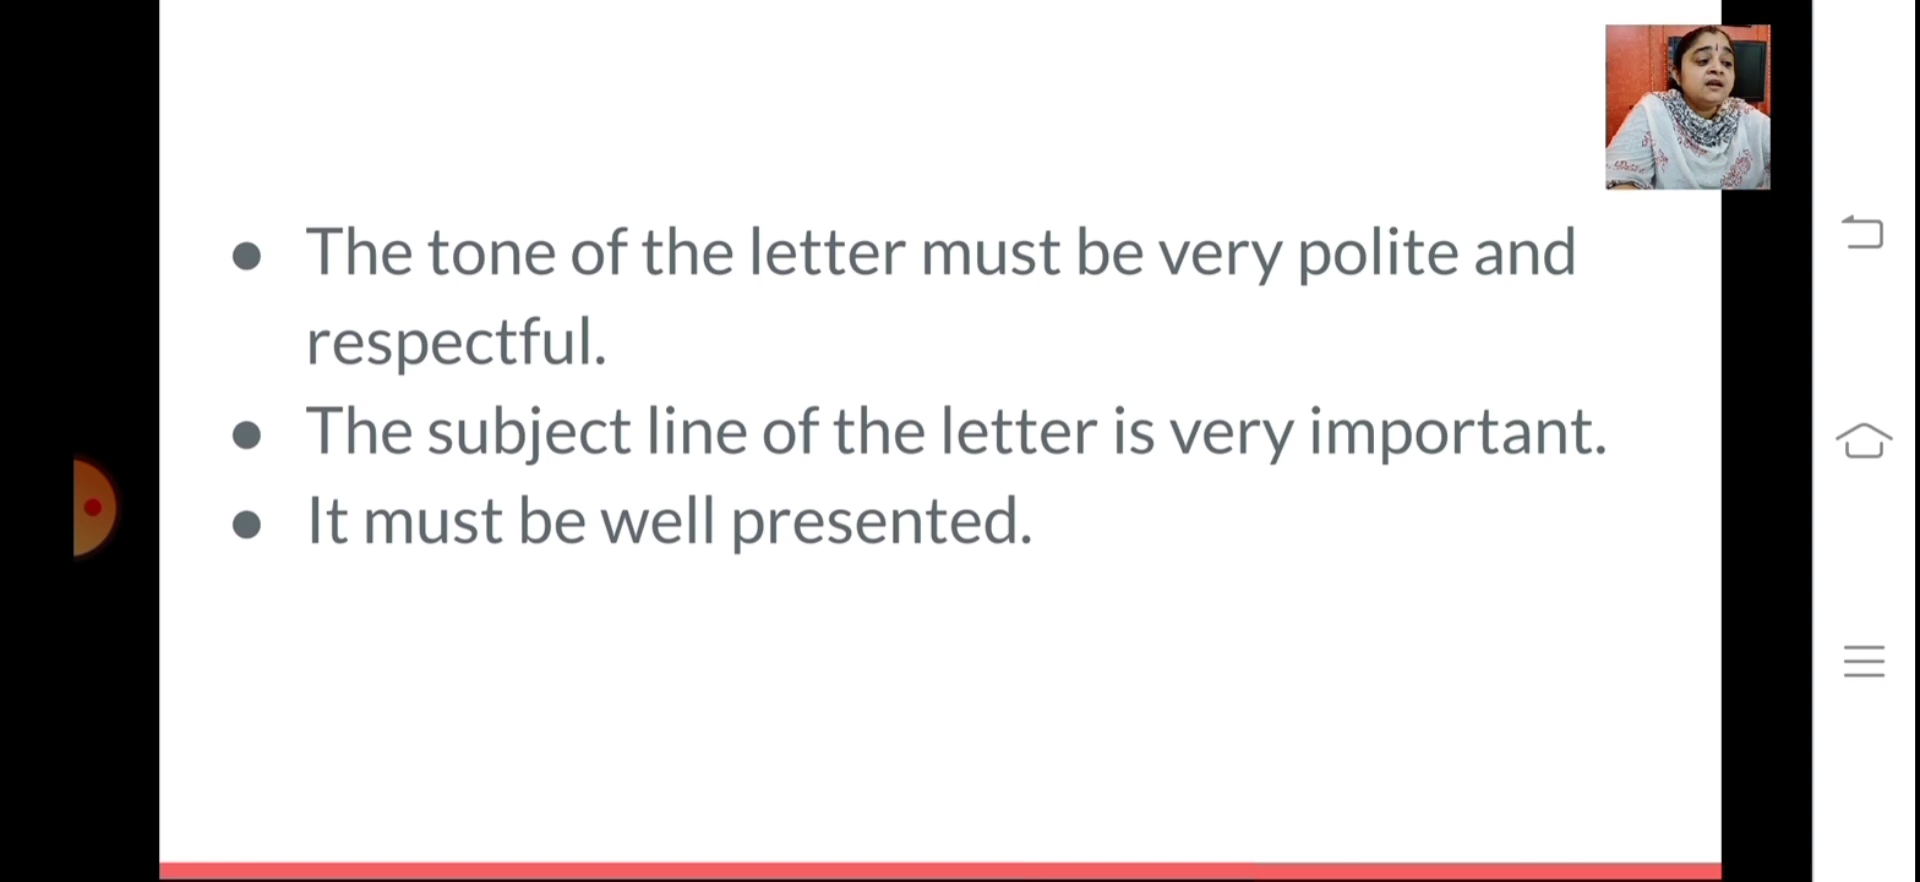 ● The tone of the letter must be very polite and
respectful.
● The subject line of the letter is very important.
● It must be well presented.